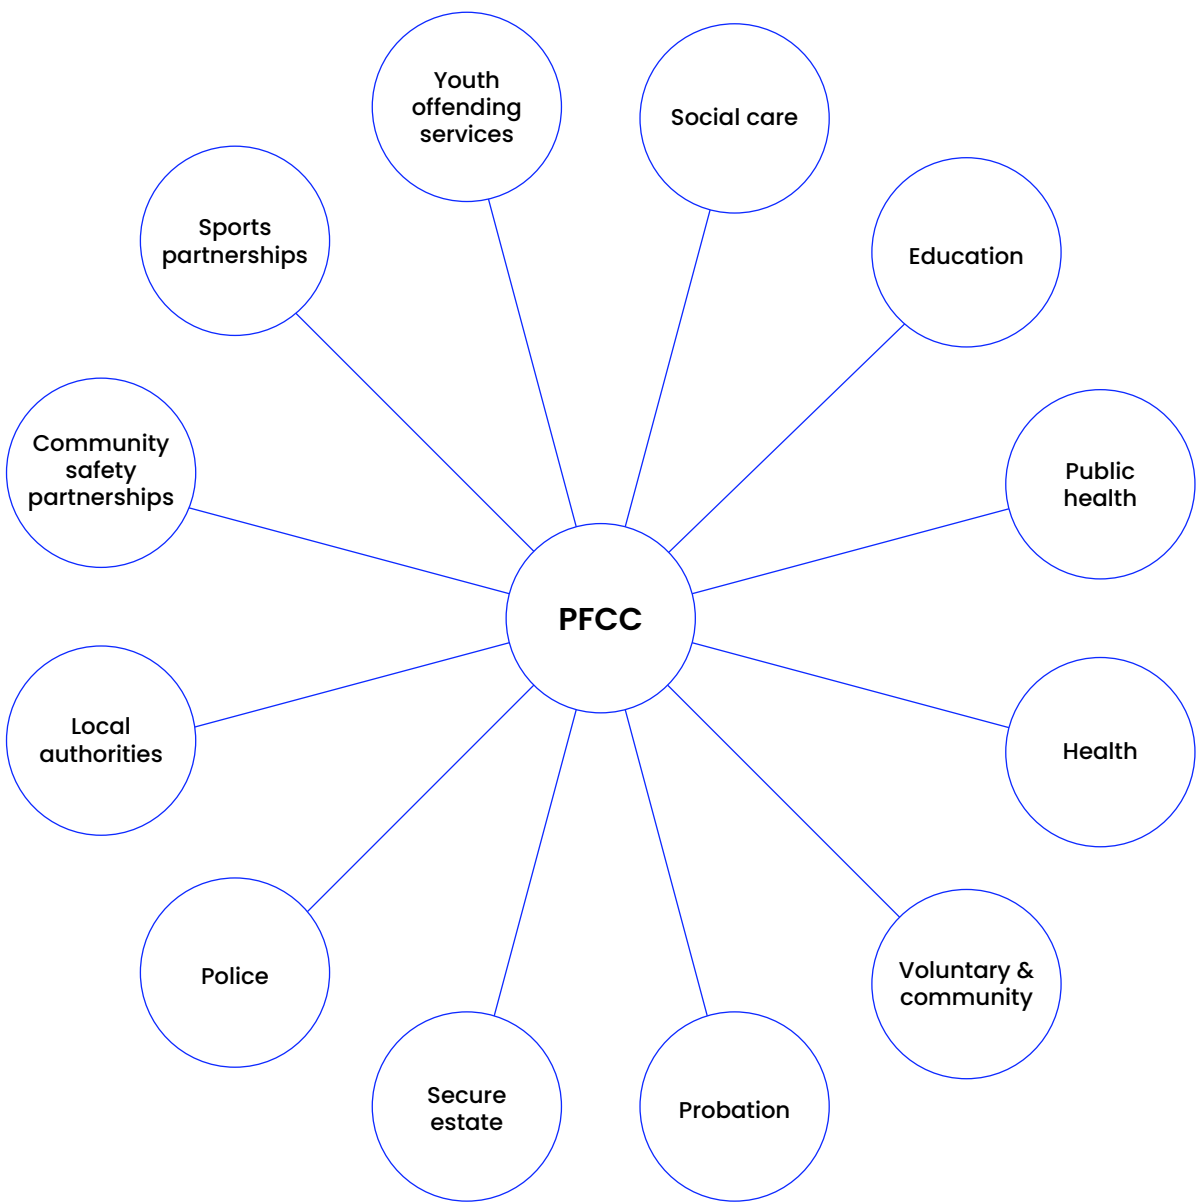 Youth
offending
services
Social care
Sports
partnerships
Education
Community
safety
partnerships
Public
health
PFCC
Local
authorities
Health
Police
Voluntary &
community
Secure
estate
Probation